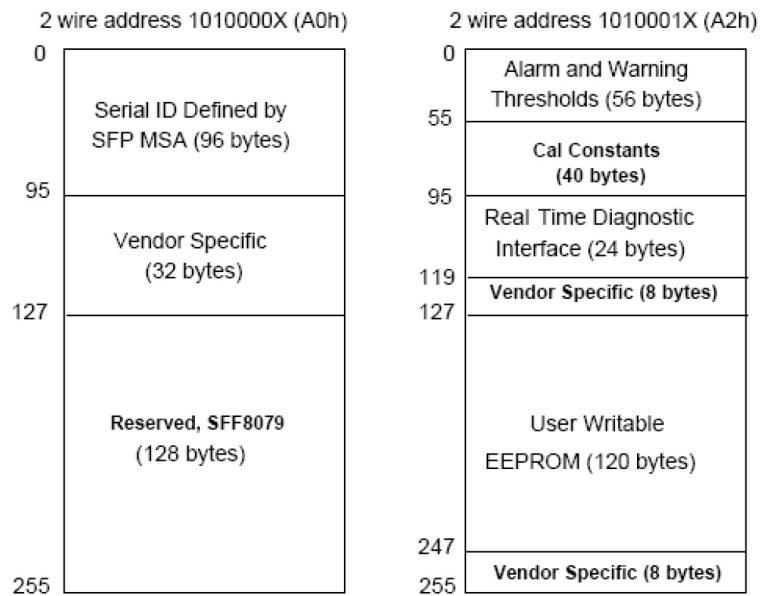 2 wire address 1010000X (A0h)
0
Serial ID Defined by
SFP MSA (96 bytes)
95
Vendor Specific
(32 bytes)
127
Reserved, SFF8079
(128 bytes)
255
2 wire address 1010001X (A2h)
0
Alarm and Warning
Thresholds (56 bytes)
55
Cal Constants
(40 bytes)
95
Real Time Diagnostic
Interface (24 bytes)
119
Vendor Specific (8 bytes)
127
User Writable
EEPROM (120 bytes)
247
Vendor Specific (8 bytes)
255